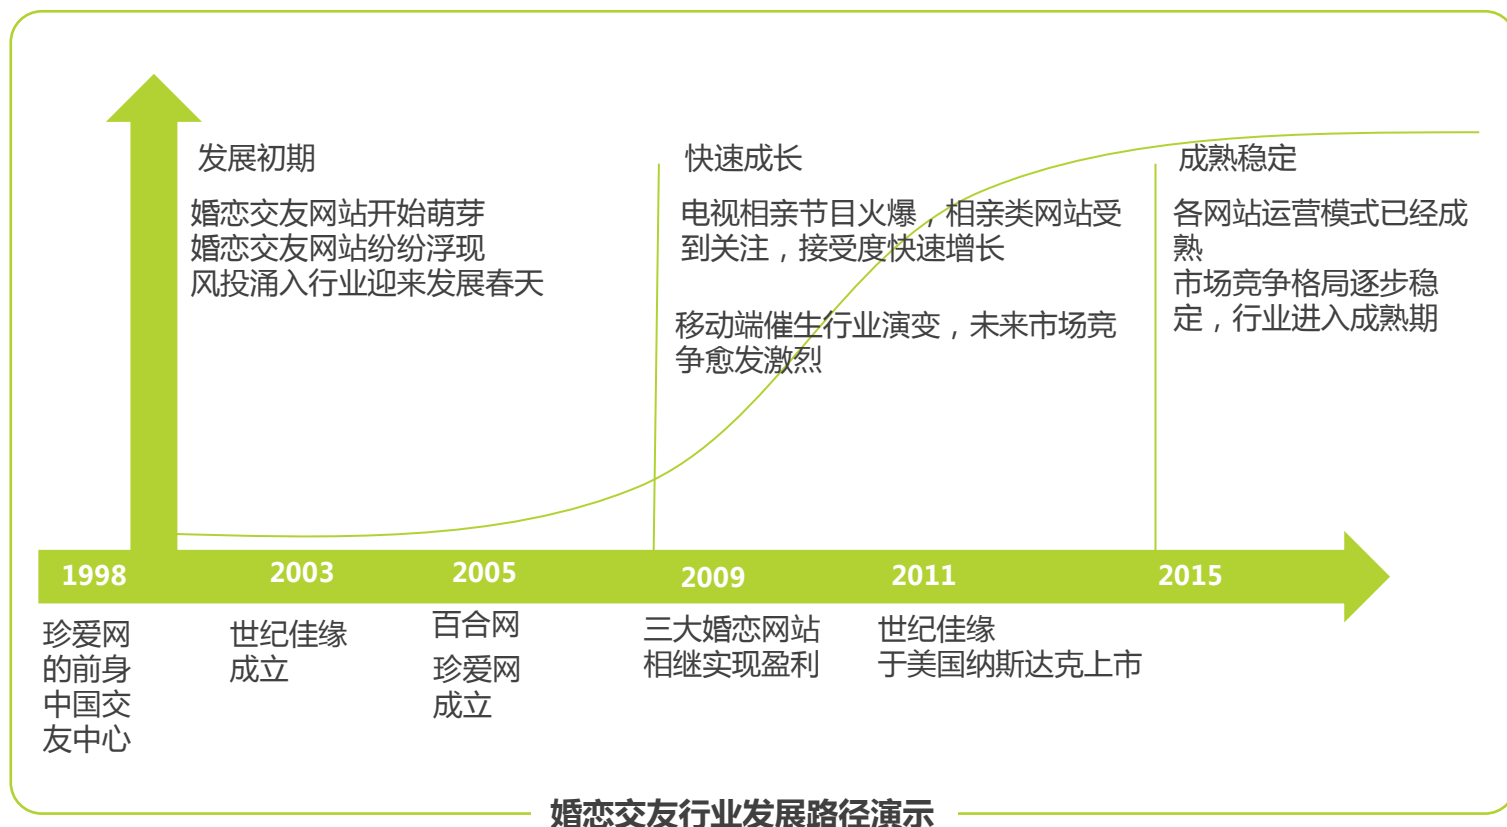 发展初期
婚恋交友网站开始萌芽
婚恋交友网站纷纷浮现
风投涌入行业迎来发展春天
快速成长
电视相亲节目火爆，相亲类网站受
到关注，接受度快速增长
移动端催生行业演变，未来市场竞
争愈发激烈
成熟稳定
各网站运营模式已经成
熟
市场竞争格局逐步稳
定，行业进入成熟期
1998
2003
2005
2009
2011
2015
珍爱网
的前身
中国交
友中心
世纪佳缘
成立
百合网
珍爱网
成立
三大婚恋网站
相继实现盈利
世纪佳缘
于美国纳斯达克上市
婚恋交友行业发展路径演示